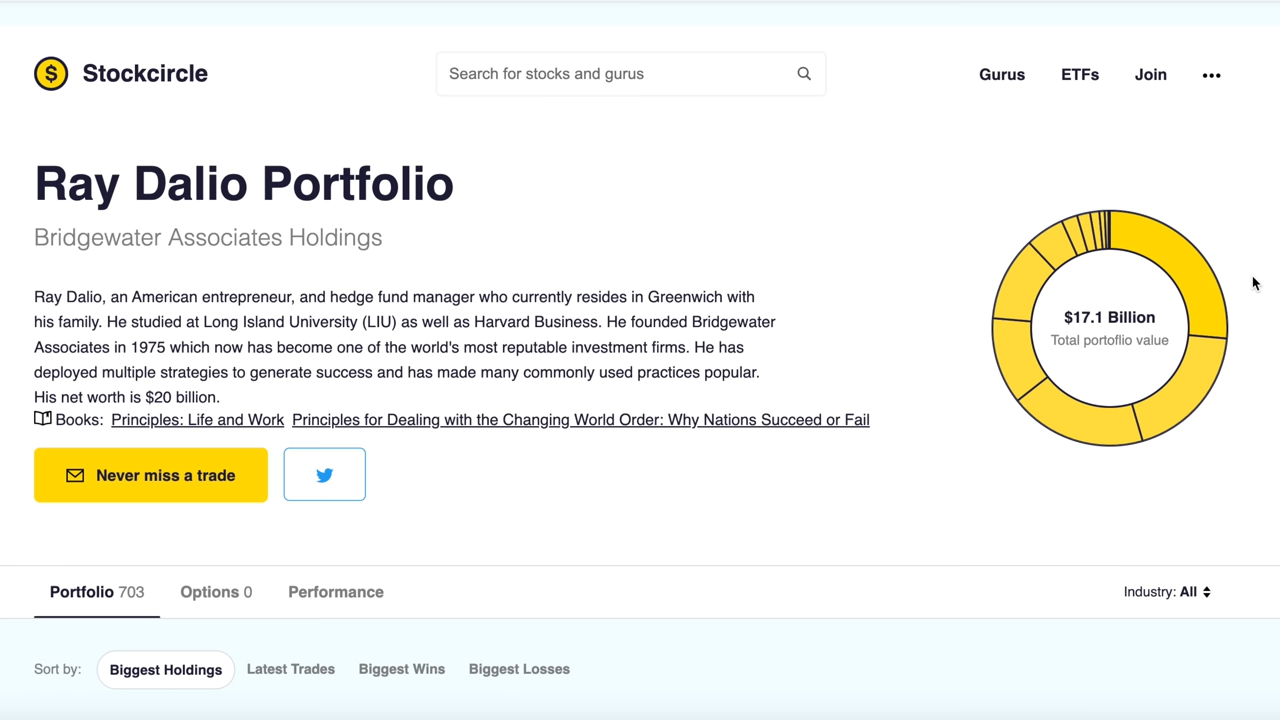 $ Stockcircle
Search for stocks and gurus
Gurus ETFs Join •••
Ray Dalio Portfolio
Bridgewater Associates Holdings
Ray Dalio, an American entrepreneur, and hedge fund manager who currently resides in Greenwich with
his family. He studied at Long Island University (LIU) as well as Harvard Business. He founded Bridgewater
Associates in 1975 which now has become one of the world's most reputable investment firms. He has
deployed multiple strategies to generate success and has made many commonly used practices popular.
His net worth is $20 billion.
Books: Principles: Life and Work Principles for Dealing with the Changing World Order: Why Nations Succeed or Fail
Never miss a trade
$17.1 Billion
Total portoflio value
Portfolio 703 Options 0 Performance
Industry: All
Sort by: Biggest Holdings Latest Trades Biggest Wins Biggest Losses